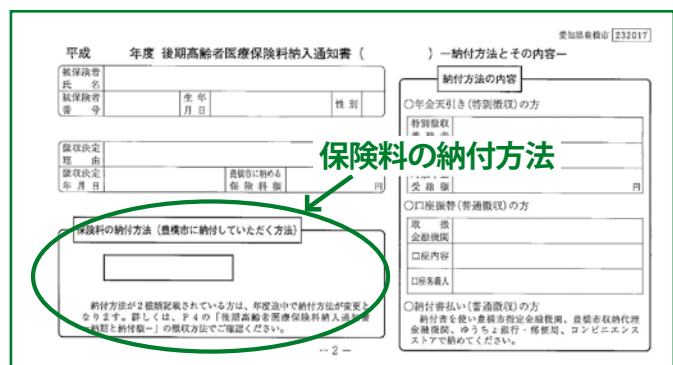 愛知県豊橋市 232017
平成 年度 後期高齢者医療保険料納入通知書( )-納付方法とその内容-
被保険者
氏 名
被保険者
番 号
生 年
月 日
性 別
徴収決定
理 由
徴収決定
年 月 日
豊橋市に納める
保 険 料 額
円
保険料の納付方法
保険料の納付方法(豊橋市に納付していただく方法)
納付方法が2種類記載されている方は、年度途中で納付方法が変更と
なります。詳しくは、P4の「後期高齢者医療保険料納入通知書
-納期と納付額-」の徴収方法でご確認ください。
納付方法の内容
〇年金天引き(特別徴収)の方
特別徴収
受 給 額
円
〇口座振替(普通徴収)の方
取 扱
金融機関
口座内容
口座名義人
〇納付書払い(普通徴収)の方
納付書を使い豊橋市指定金融機関、豊橋市収納代理
金融機関、ゆうちょ銀行・郵便局、コンビニエンス
ストアで納めてください。
-2-